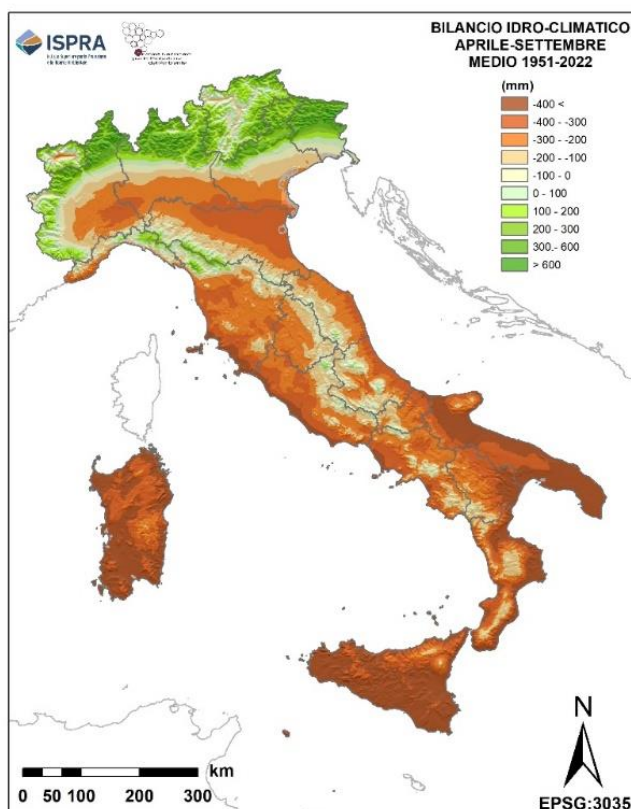 ISPRA
BILANCIO IDRO-CLIMATICO
APRILE-SETTEMBRE
MEDIO 1951-2022
(mm)
-400 <
-400 - -300
-300 - -200
-200 - -100
-100 - 0
0 - 100
100 - 200
200 - 300
300.- 600
> 600
N
km
0 50 100 200 300
EPSG:3035